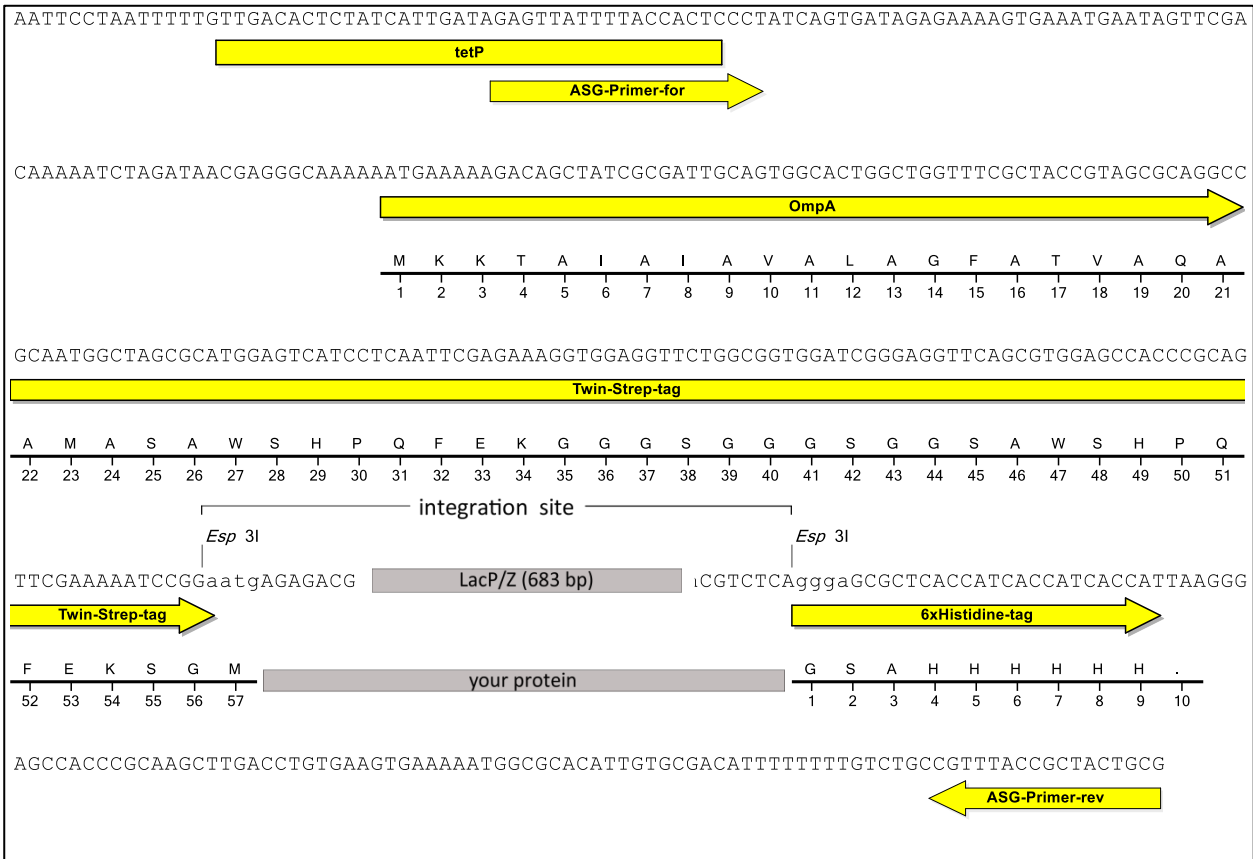 AATTCCTAATTTTTGTTGACACTCTATCATTGATAGAGTTATTTTACCACTCCCTATCAGTGATAGAGAAAAGTGAAATGAATAGTTCGA
tetP
ASG-Primer-for
CAAAAATCTAGATAACGAGGGCAAAAAATGAAAAAGACAGCTATCGCGATTGCAGTGGCACTGGCTGGTTTCGCTACCGTAGCGCAGGCC
OmpA
M K K T A I A I A V A L A G F A T V A Q A
1 2 3 4 5 6 7 8 9 10 11 12 13 14 15 16 17 18 19 20 21
GCAATGGCTAGCGCATGGAGTCATCCTCAATTCGAGAAAGGTGGAGGTTCTGGCGGTGGATCGGGAGGTTCAGCGTGGAGCCACCCGCAG
Twin-Strep-tag
A M A S A W S H P Q F E K G G G S G G G S G G S A W S H P Q
22 23 24 25 26 27 28 29 30 31 32 33 34 35 36 37 38 39 40 41 42 43 44 45 46 47 48 49 50 51
integration site
Esp 3I Esp 3I
TTCGAAAAATCCGGaatgAGAGACG LacP/Z (683 bp) CGTCTCAgggaGCGCTCACCATCACCATCACCATTAAGGG
Twin-Strep-tag 6xHistidine-tag
F E K S G M G S A H H H H H H .
52 53 54 55 56 57 your protein 1 2 3 4 5 6 7 8 9 10
AGCCACCCGCAAGCTTGACCTGTGAAGTGAAAAATGGCGCACATTGTGCGACATTTTTTTTGTCTGCCGTTTACCGCTACTGCG
ASG-Primer-rev